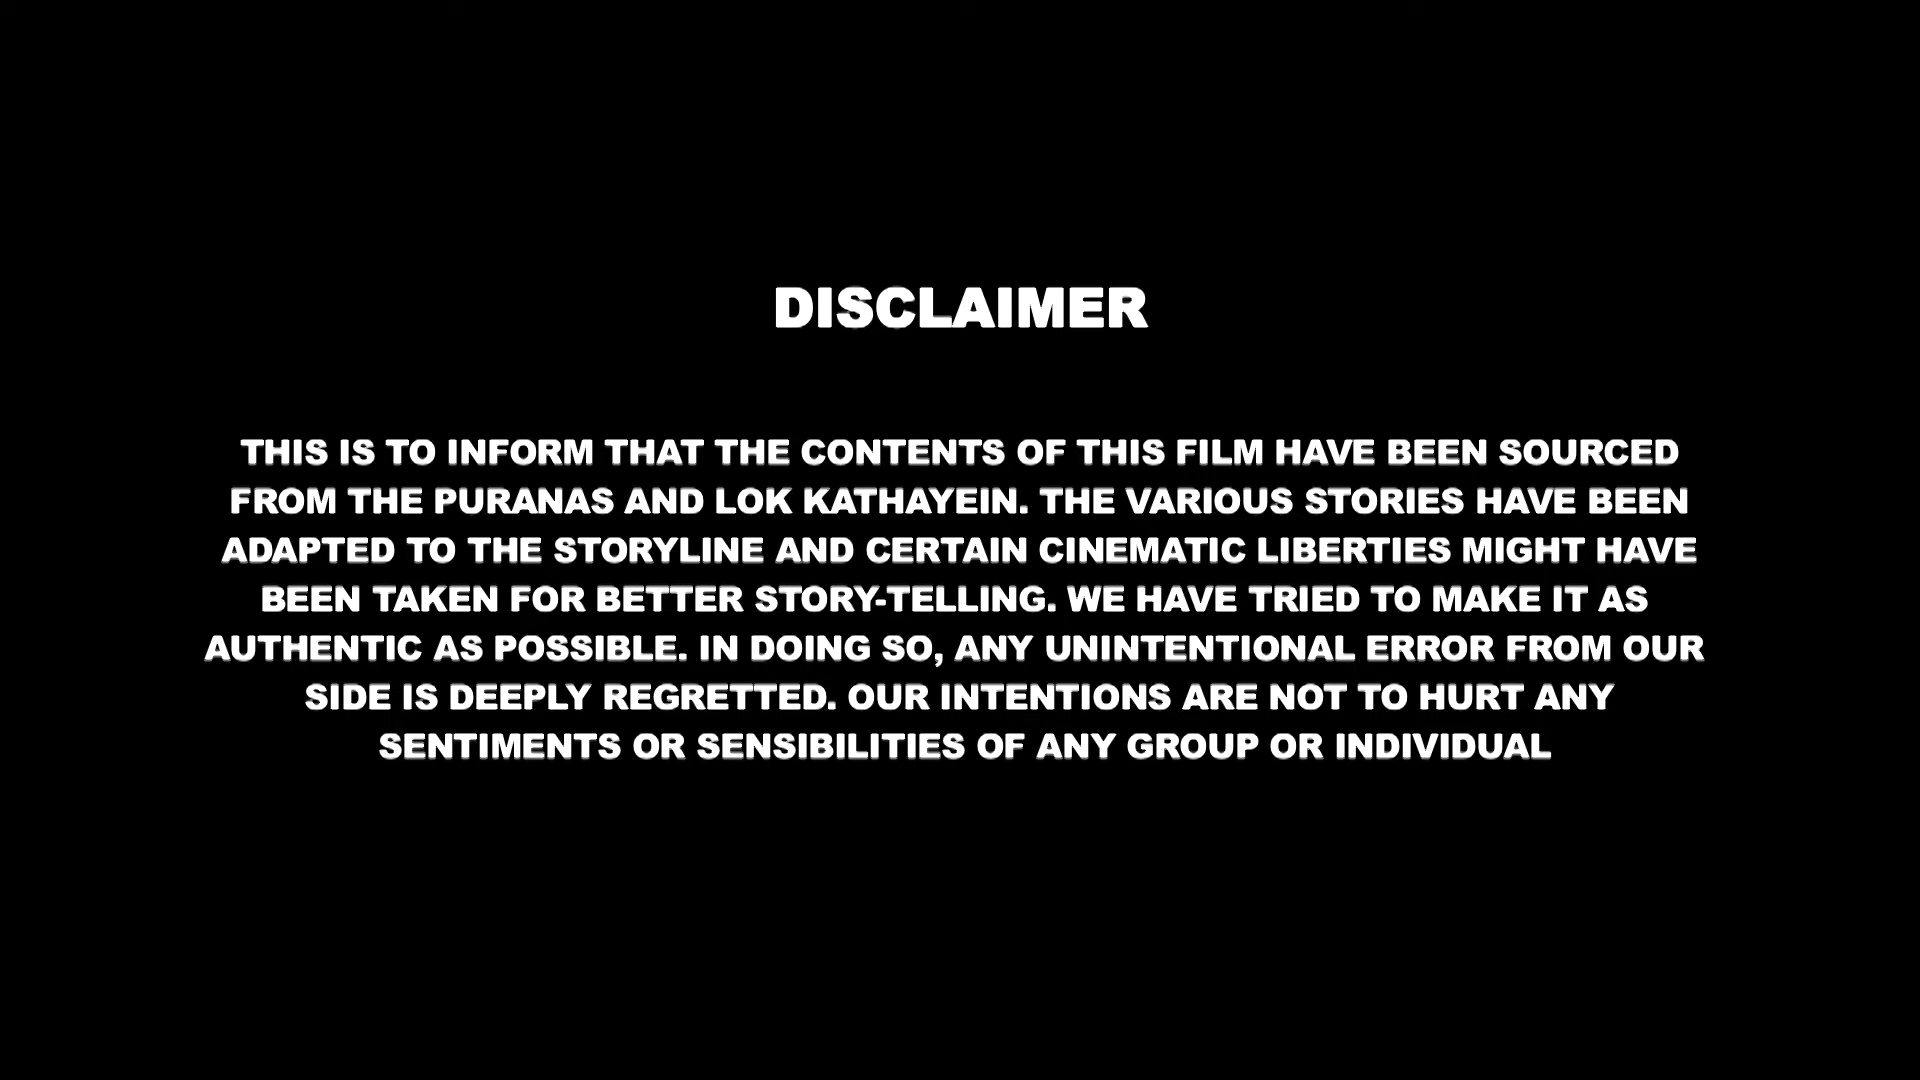 DISCLAIMER
THIS IS TO INFORM THAT THE CONTENTS OF THIS FILM HAVE BEEN SOURCED
FROM THE PURANAS AND LOK KATHAYEIN. THE VARIOUS STORIES HAVE BEEN
ADAPTED TO THE STORYLINE AND CERTAIN CINEMATIC LIBERTIES MIGHT HAVE
BEEN TAKEN FOR BETTER STORY-TELLING. WE HAVE TRIED TO MAKE IT AS
AUTHENTIC AS POSSIBLE. IN DOING SO, ANY UNINTENTIONAL ERROR FROM OUR
SIDE IS DEEPLY REGRETTED. OUR INTENTIONS ARE NOT TO HURT ANY
SENTIMENTS OR SENSIBILITIES OF ANY GROUP OR INDIVIDUAL